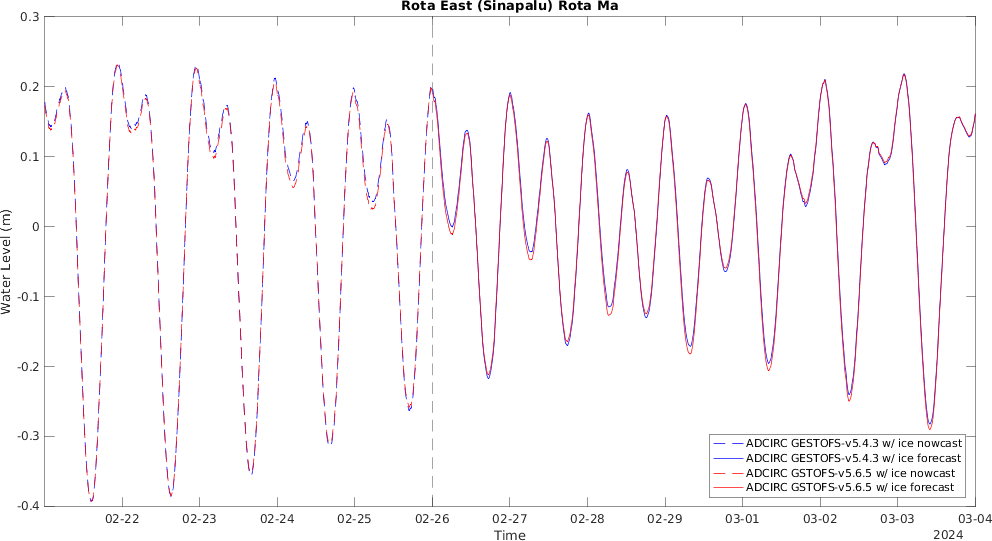 Rota East (Sinapalu) Rota Ma
0.3
0.2
0.1
0
-0.1
-0.2
-0.3
-0.4
Water Level (m)
ADCIRC GESTOFS-v5.4.3 w/ ice nowcast
ADCIRC GESTOFS-v5.4.3 w/ ice forecast
ADCIRC GSTOFS-v5.6.5 w/ ice nowcast
ADCIRC GSTOFS-v5.6.5 w/ ice forecast
02-22 02-23 02-24 02-25 02-26 02-27 02-28 02-29 03-01 03-02 03-03 03-04
Time
2024